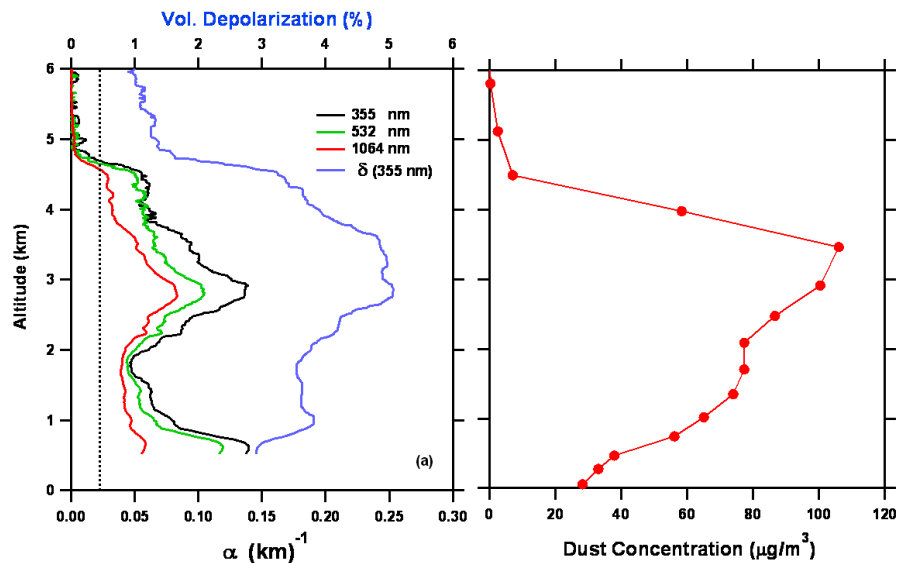 Vol. Depolarization (%)
0 1 2 3 4 5 6
6
5
4
3
2
1
0
Altitude (km)
355 nm
532 nm
1064 nm
δ (355 nm)
(a)
0.00 0.05 0.10 0.15 0.20 0.25 0.30
α (km)⁻¹
0 20 40 60 80 100 120
Dust Concentration (μg/m³)